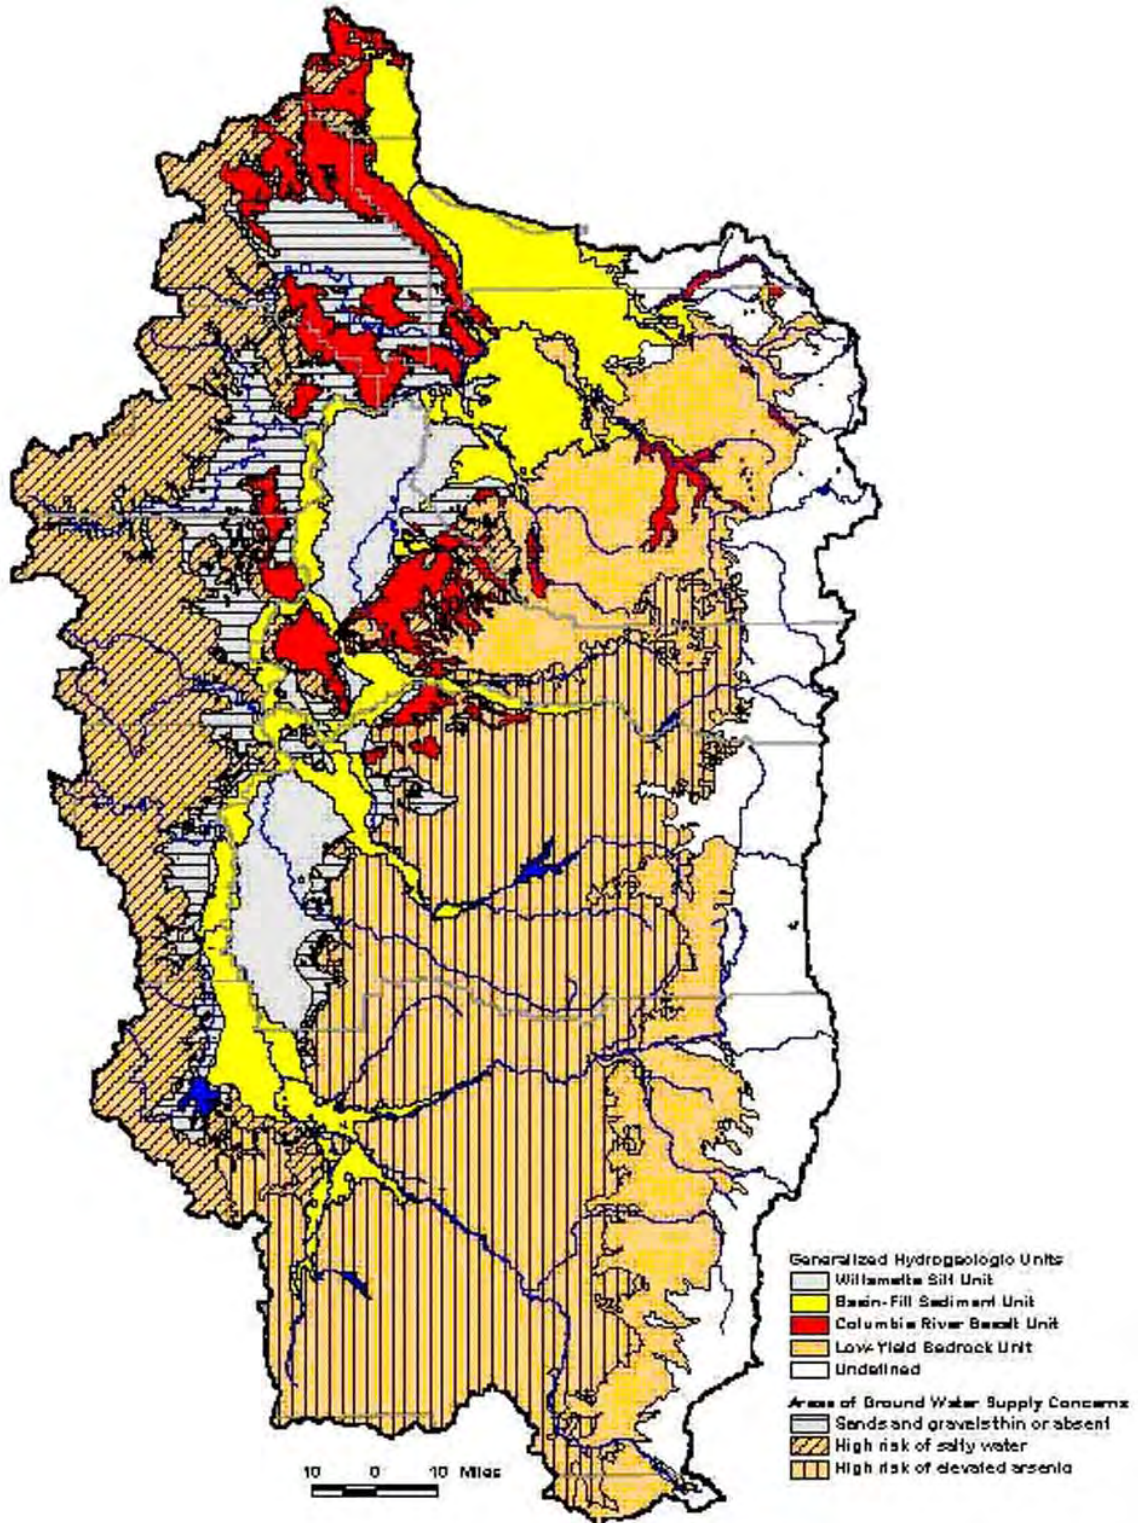 Generalized Hydrogeologic Units
Willamette Silt Unit
Basin-Fill Sediment Unit
Columbia River Basalt Unit
Low-Yield Bedrock Unit
Undefined
Areas of Ground Water Supply Concerns
Sands and gravels thin or absent
High risk of salty water
High risk of elevated arsenic
10 0 10 Miles